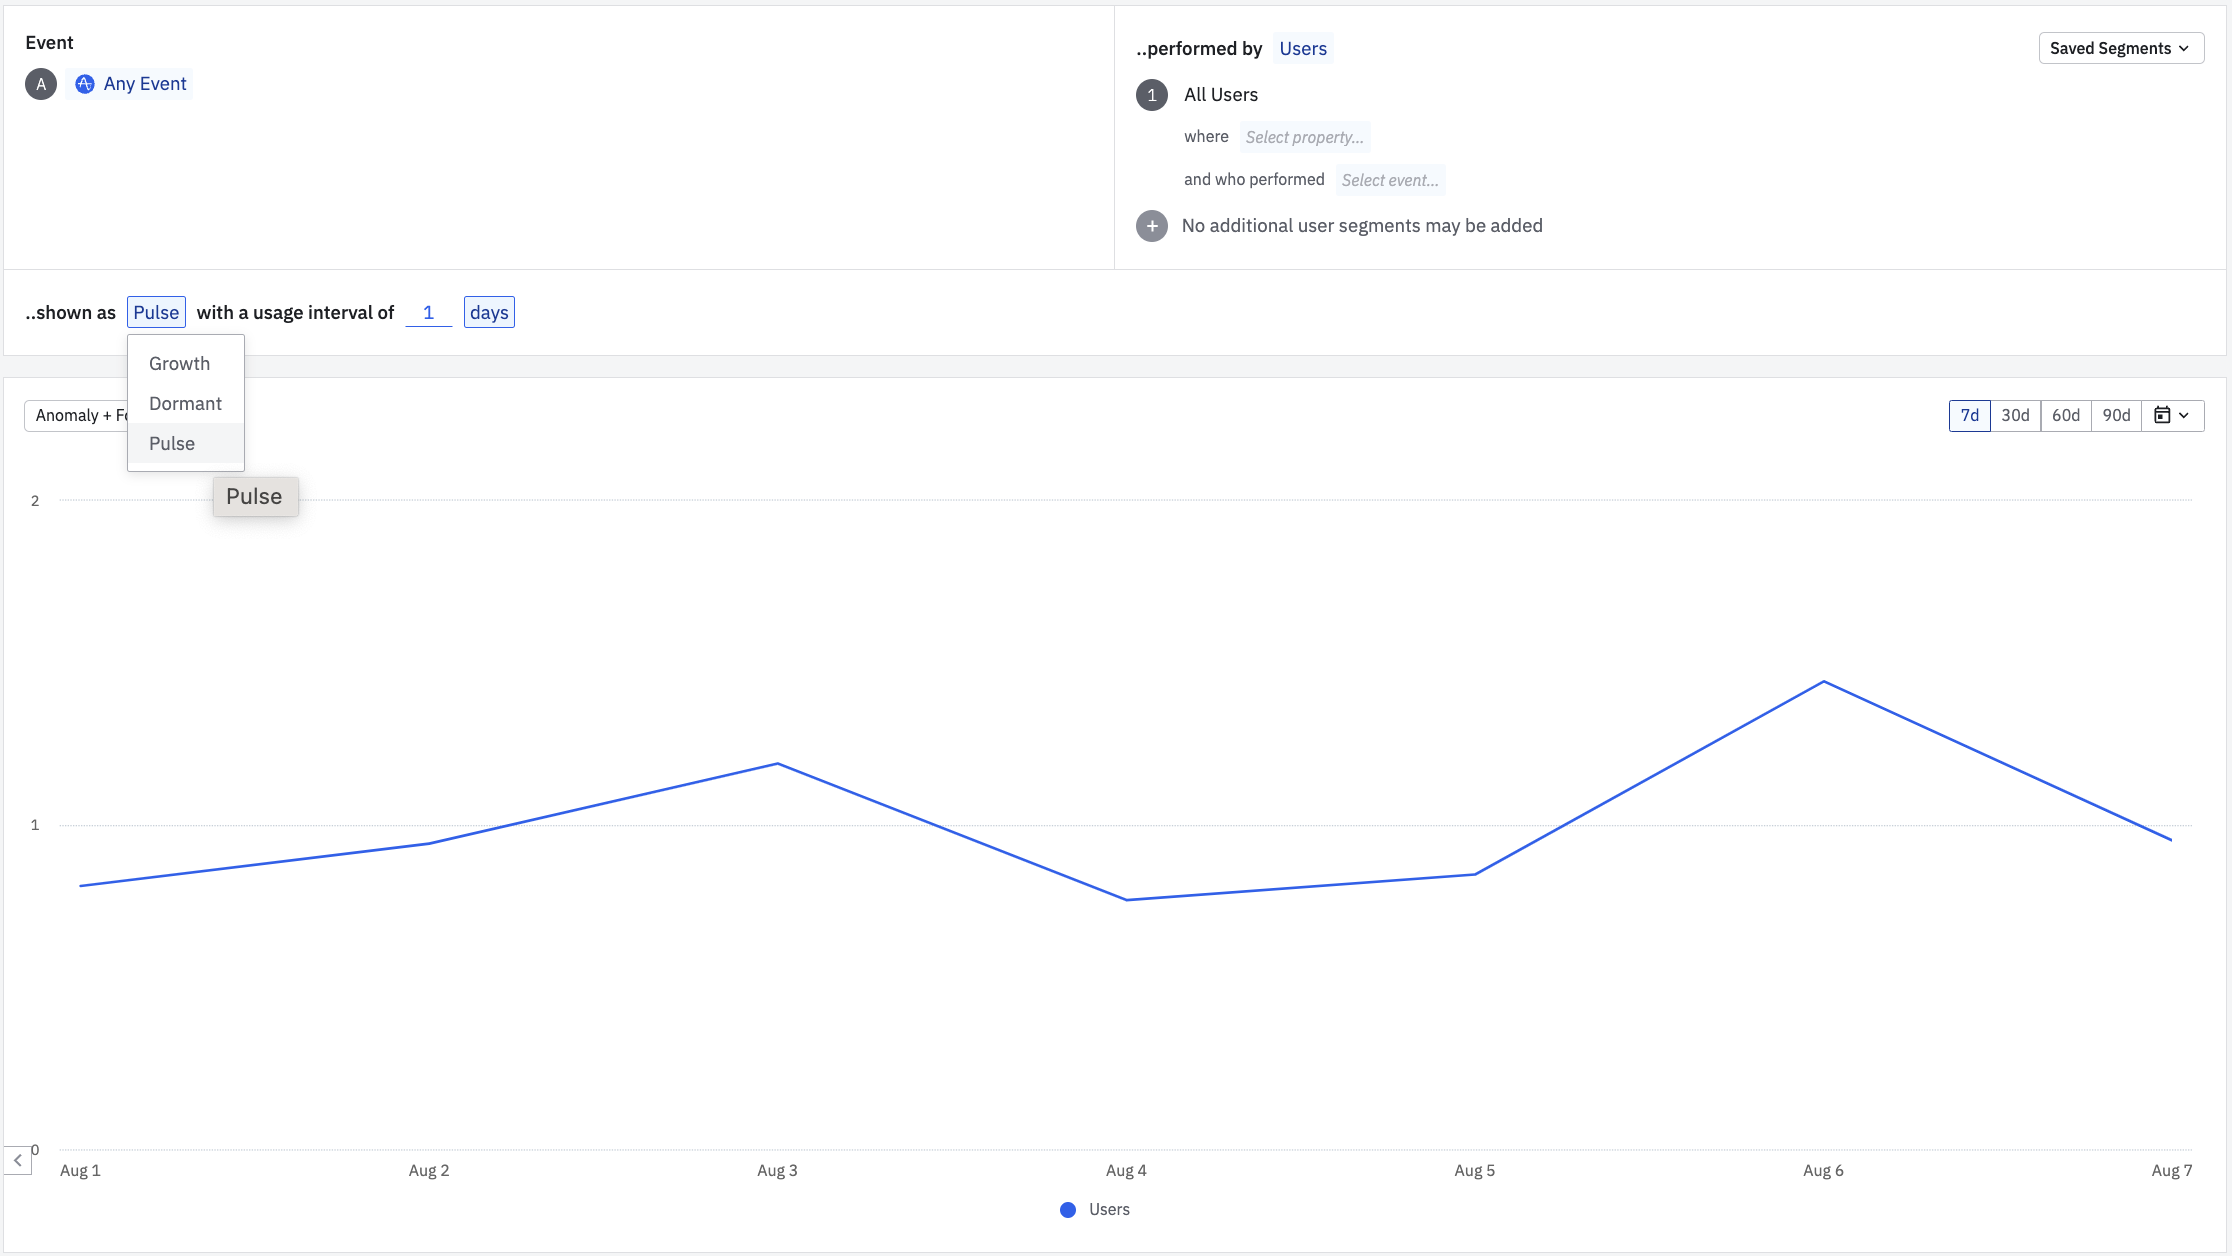 Event
A Any Event
..performed by Users
Saved Segments
1 All Users
where Select property...
and who performed Select event...
+ No additional user segments may be added
..shown as Pulse with a usage interval of 1 days
Growth
Dormant
Pulse
Anomaly + Fo
7d 30d 60d 90d
Pulse
2
1
0
Aug 1 Aug 2 Aug 3 Aug 4 Aug 5 Aug 6 Aug 7
Users